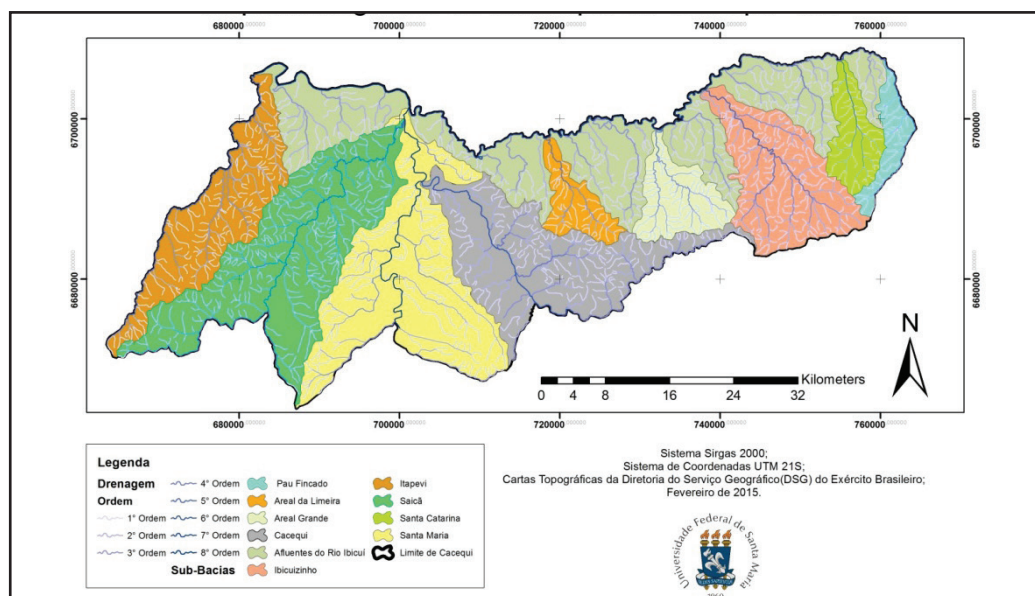 680000
700000
720000
740000
760000
6700000
6700000
6680000
6680000
N
Kilometers
0 4 8 16 24 32
680000
700000
720000
740000
760000
Legenda
Drenagem
Ordem
1° Ordem
2° Ordem
3° Ordem
4° Ordem
5° Ordem
6° Ordem
7° Ordem
8° Ordem
Sub-Bacias
Pau Fincado
Areal da Limeira
Areal Grande
Cacequi
Afluentes do Rio Ibicuí
Ibicuizinho
Itapevi
Saicã
Santa Catarina
Santa Maria
Limite de Cacequi
Sistema Sirgas 2000;
Sistema de Coordenadas UTM 21S;
Cartas Topográficas da Diretoria do Serviço Geográfico(DSG) do Exército Brasileiro;
Fevereiro de 2015.
Universidade Federal de Santa Maria